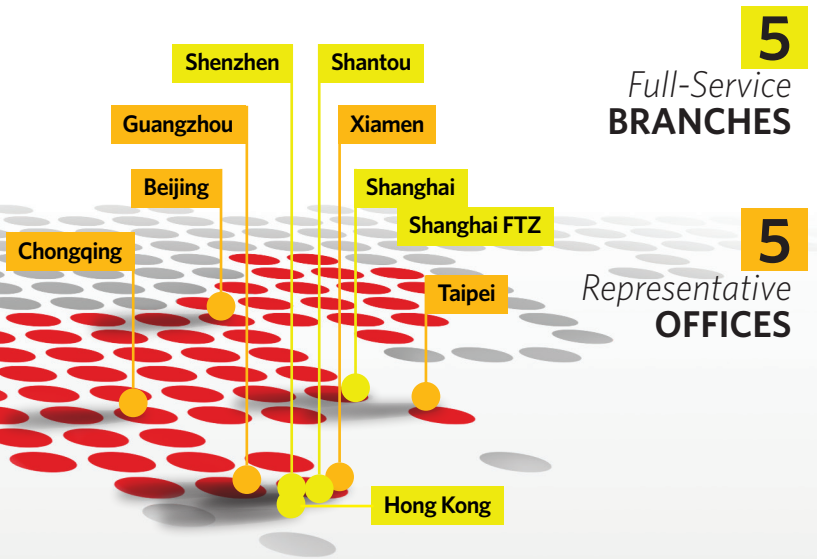 Shenzhen
Shantou
Guangzhou
Xiamen
Beijing
Shanghai
Shanghai FTZ
Chongqing
Taipei
Hong Kong
5
Full-Service
BRANCHES
5
Representative
OFFICES